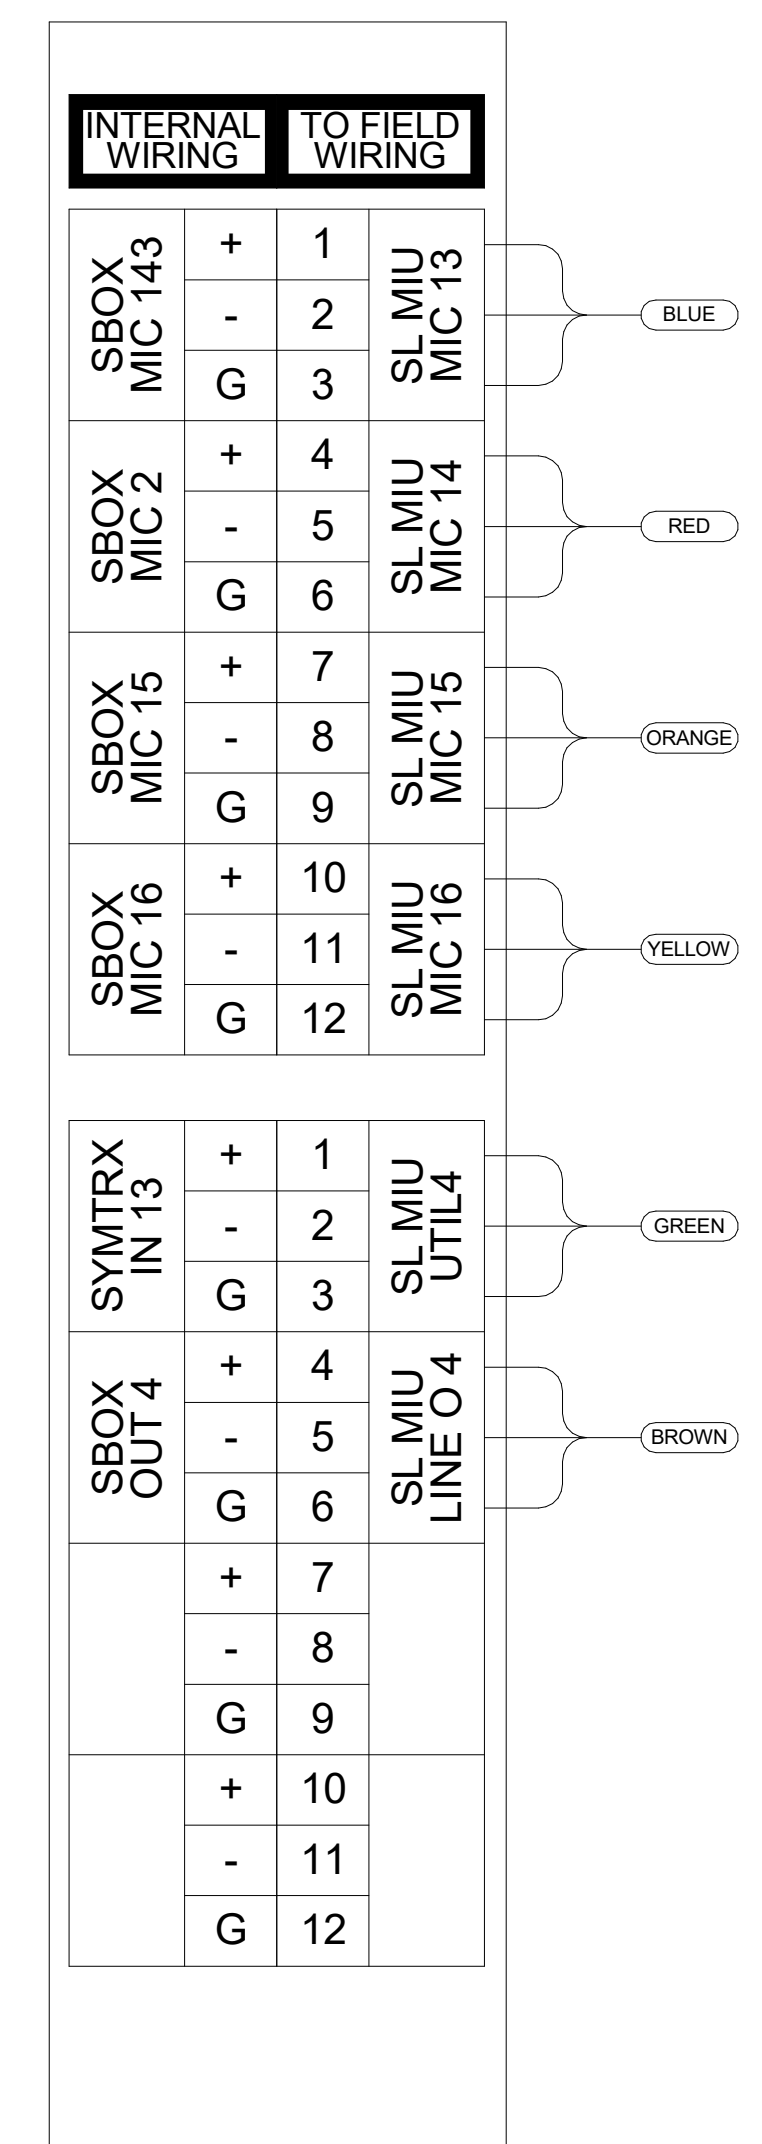 INTERNAL
WIRING
TO FIELD
WIRING
SBOX
MIC 143
+
1
-
2
G
3
SL MIU
MIC 13
BLUE
SBOX
MIC 2
+
4
-
5
G
6
SL MIU
MIC 14
RED
SBOX
MIC 15
+
7
-
8
G
9
SL MIU
MIC 15
ORANGE
SBOX
MIC 16
+
10
-
11
G
12
SL MIU
MIC 16
YELLOW
SYMTRX
IN 13
+
1
-
2
G
3
SL MIU
UTIL4
GREEN
SBOX
OUT 4
+
4
-
5
G
6
SL MIU
LINE O 4
BROWN
+
7
-
8
G
9
+
10
-
11
G
12